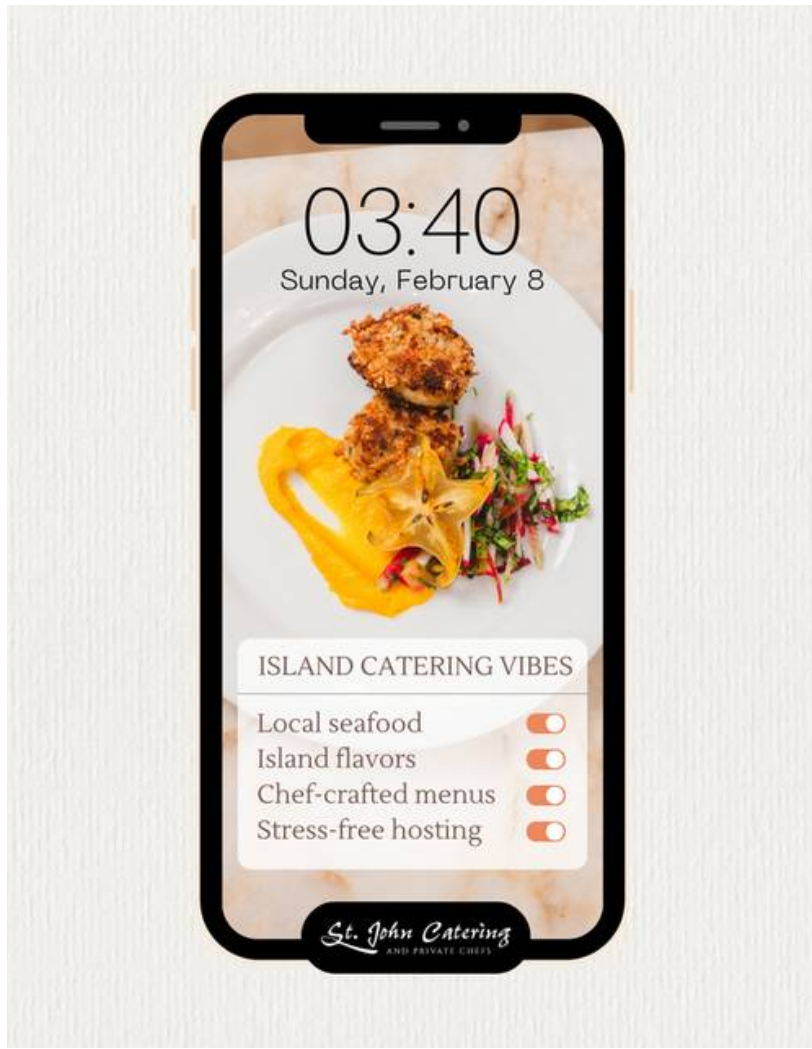 03:40
Sunday, February 8
ISLAND CATERING VIBES
Local seafood
Island flavors
Chef-crafted menus
Stress-free hosting
St. John Catering
AND PRIVATE CHEFS